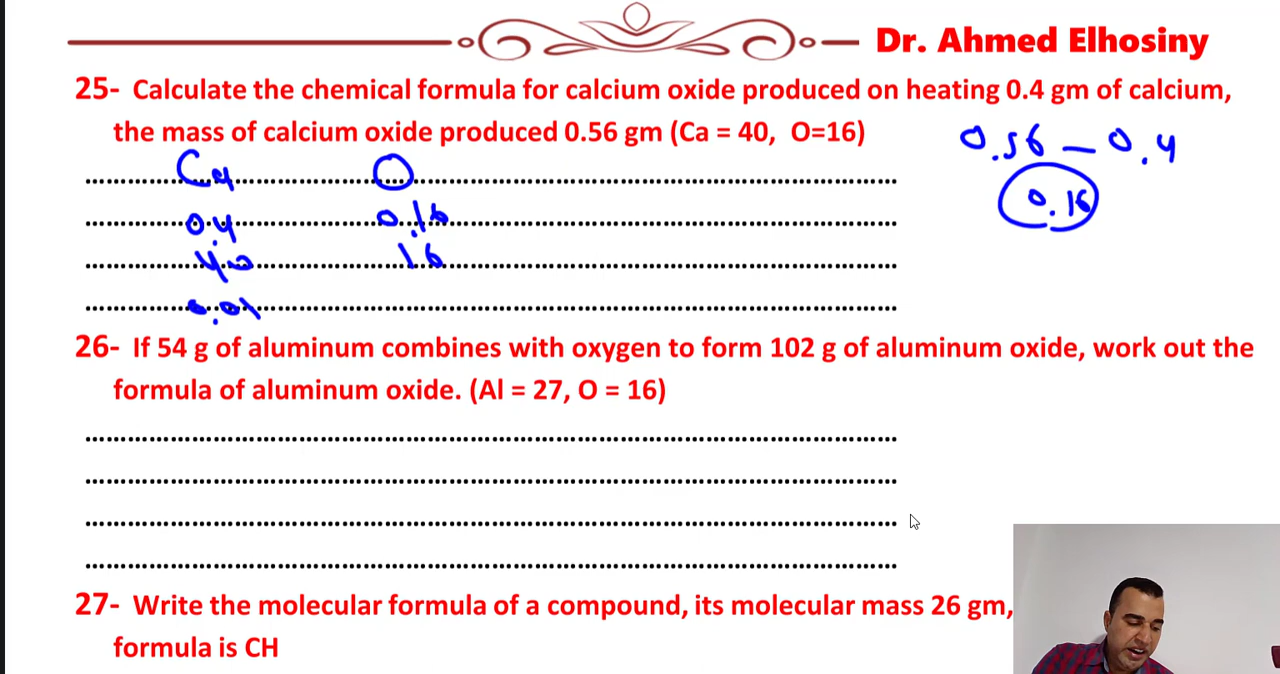 Dr. Ahmed Elhosiny
25- Calculate the chemical formula for calcium oxide produced on heating 0.4 gm of calcium,
the mass of calcium oxide produced 0.56 gm (Ca = 40, O=16)
0.56 - 0.4
0.16
Ca O
0.4 0.16
40 16
0.01
26- If 54 g of aluminum combines with oxygen to form 102 g of aluminum oxide, work out the
formula of aluminum oxide. (Al = 27, O = 16)
27- Write the molecular formula of a compound, its molecular mass 26 gm,
formula is CH